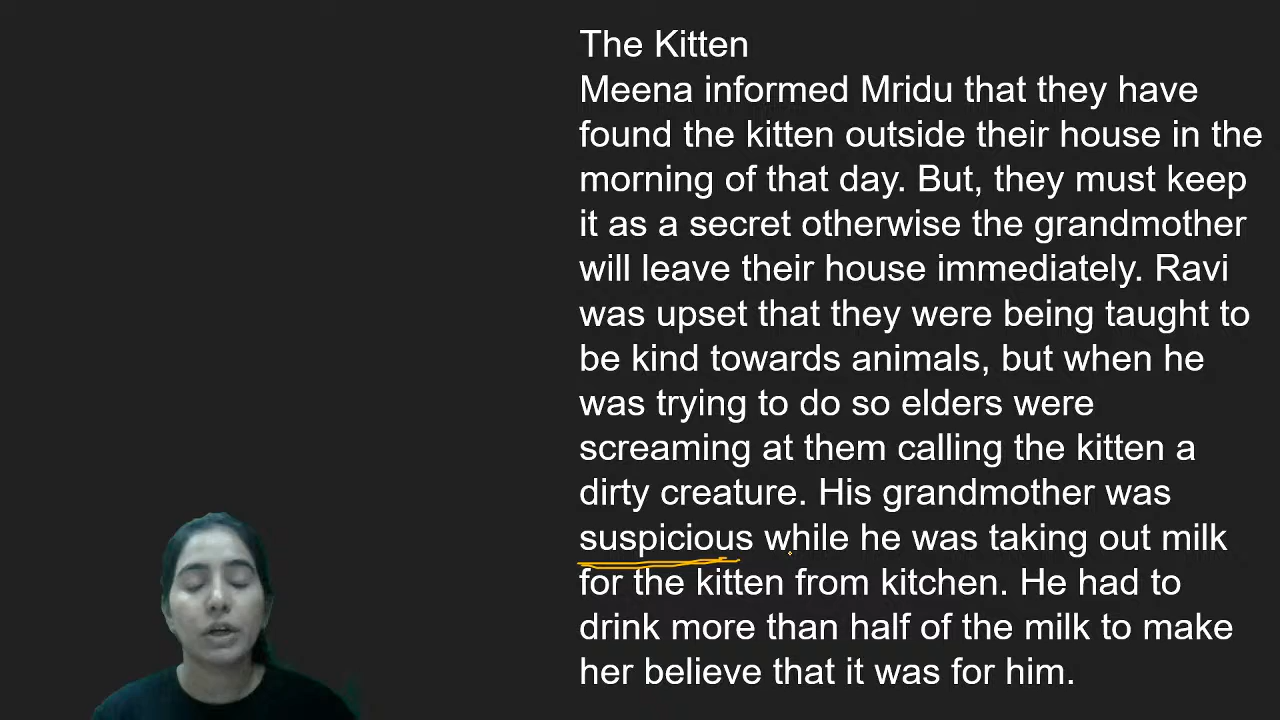 The Kitten
Meena informed Mridu that they have
found the kitten outside their house in the
morning of that day. But, they must keep
it as a secret otherwise the grandmother
will leave their house immediately. Ravi
was upset that they were being taught to
be kind towards animals, but when he
was trying to do so elders were
screaming at them calling the kitten a
dirty creature. His grandmother was
suspicious while he was taking out milk
for the kitten from kitchen. He had to
drink more than half of the milk to make
her believe that it was for him.